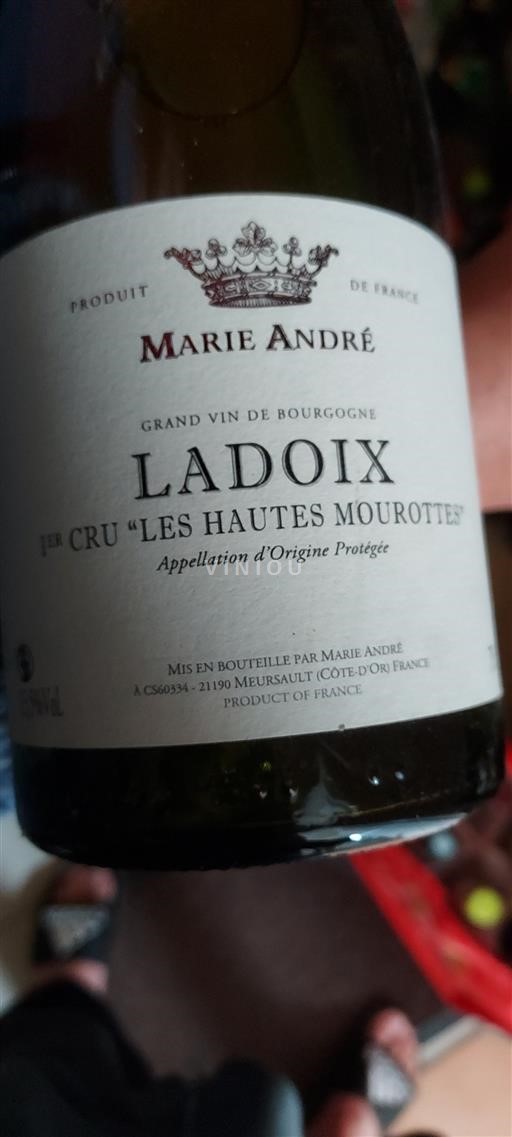 PRODUIT DE FRANCE
MARIE ANDRÉ
GRAND VIN DE BOURGOGNE
LADOIX
1ER CRU "LES HAUTES MOUROTTES"
Appellation d'Origine Protégée
VINIOU
MIS EN BOUTEILLE PAR MARIE ANDRÉ
À CS60334 - 21190 MEURSAULT (CÔTE-D'OR) FRANCE
PRODUCT OF FRANCE